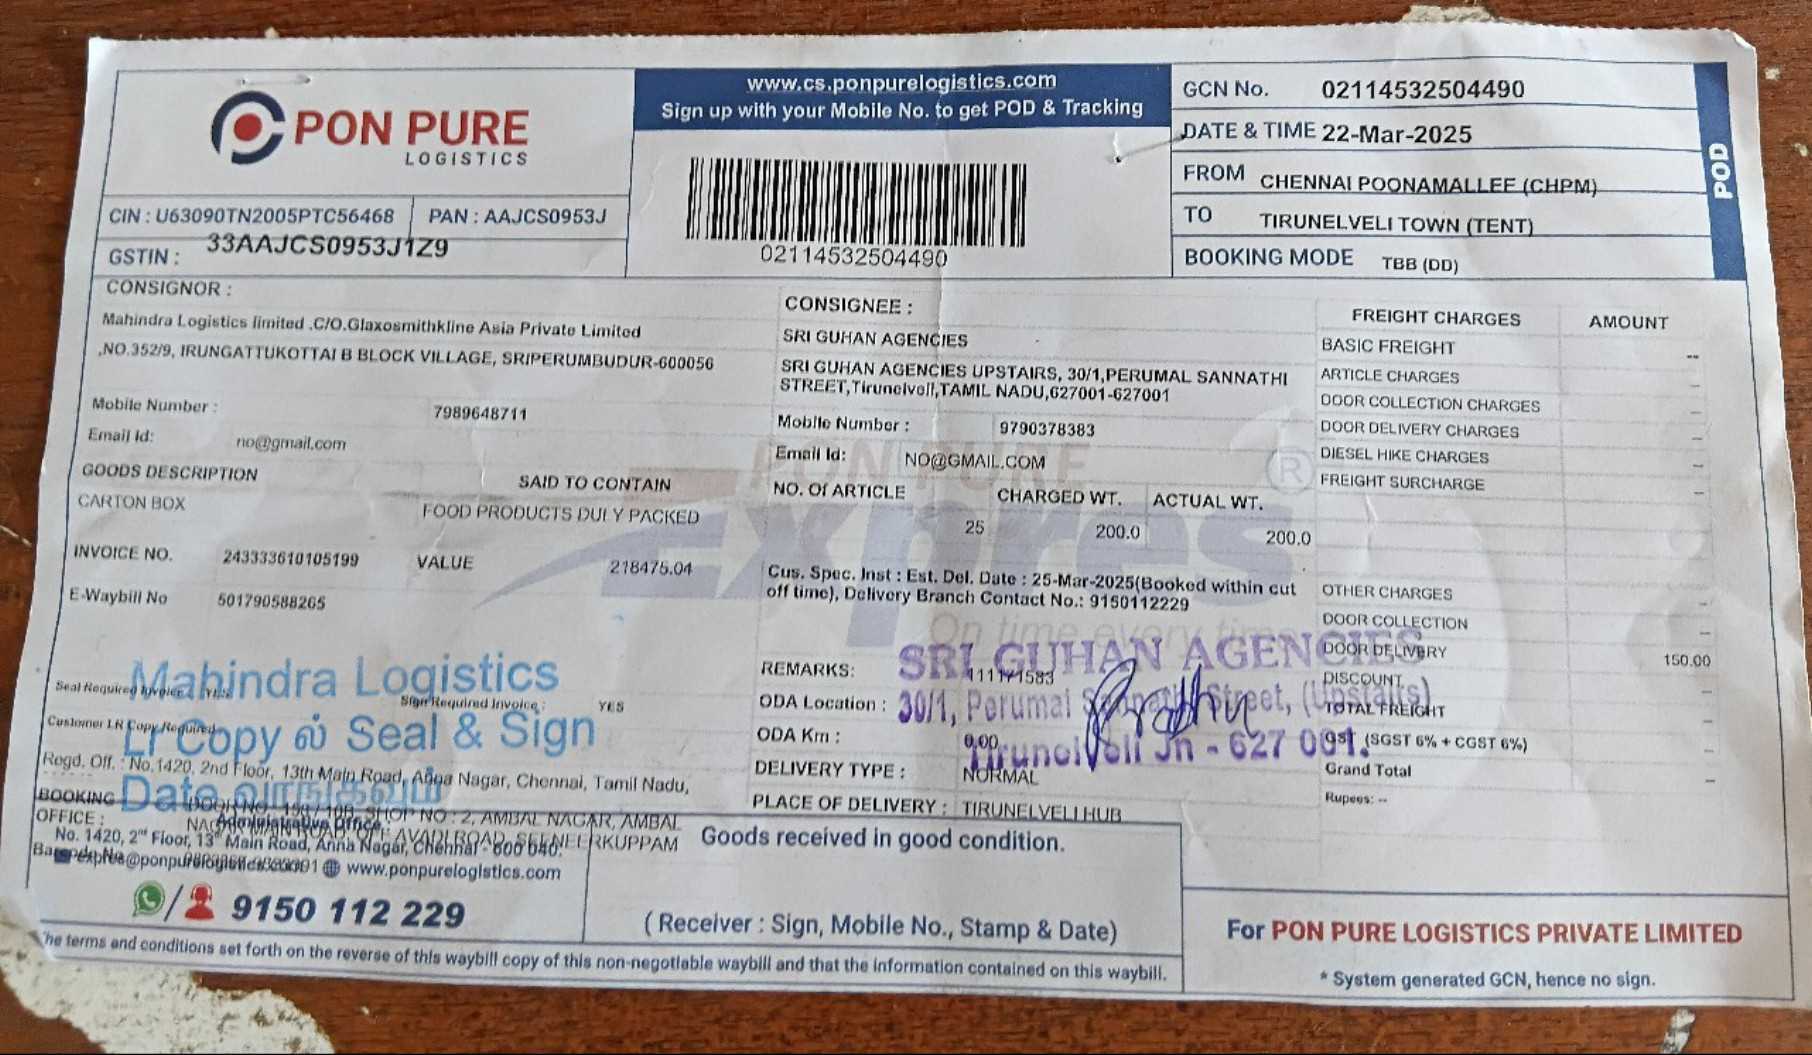 PON PURE
LOGISTICS
CIN : U63090TN2005PTC56468 PAN : AAJCS0953J
GSTIN : 33AAJCS0953J1Z9
www.cs.ponpurelogistics.com
Sign up with your Mobile No. to get POD & Tracking
02114532504490
GCN No. 02114532504490
DATE & TIME 22-Mar-2025
FROM CHENNAI POONAMALLEE (CHPM)
TO TIRUNELVELI TOWN (TENT)
BOOKING MODE TBB (DD)
POD
CONSIGNOR :
Mahindra Logistics limited .C/O.Glaxosmithkline Asia Private Limited
,NO.352/9, IRUNGATTUKOTTAI B BLOCK VILLAGE, SRIPERUMBUDUR-600056
Mobile Number : 7989648711
Email Id: no@gmail.com
GOODS DESCRIPTION SAID TO CONTAIN
CARTON BOX FOOD PRODUCTS DULY PACKED
INVOICE NO. 243333610105199 VALUE 218475.04
E-Waybill No 501790588265
CONSIGNEE :
SRI GUHAN AGENCIES
SRI GUHAN AGENCIES UPSTAIRS, 30/1,PERUMAL SANNATHI
STREET,Tirunelveli,TAMIL NADU,627001-627001
Mobile Number : 9790378383
Email Id: NO@GMAIL.COM
NO. Of ARTICLE CHARGED WT. ACTUAL WT.
25 200.0 200.0
PON PURE
Expres
®
On time every time
Cus. Spec. Inst : Est. Del. Date : 25-Mar-2025(Booked within cut
off time), Delivery Branch Contact No.: 9150112229
REMARKS: 111171583
ODA Location :
ODA Km : 0.00
DELIVERY TYPE : NORMAL
PLACE OF DELIVERY : TIRUNELVELI HUB
SRI GUHAN AGENCIES
30/1, Perumal Sannathi Street, (Upstairs)
Tirunelveli Jn - 627 001.
FREIGHT CHARGES AMOUNT
BASIC FREIGHT --
ARTICLE CHARGES --
DOOR COLLECTION CHARGES --
DOOR DELIVERY CHARGES --
DIESEL HIKE CHARGES --
FREIGHT SURCHARGE --
OTHER CHARGES --
DOOR COLLECTION --
DOOR DELIVERY 150.00
DISCOUNT --
TOTAL FREIGHT --
GST (SGST 6% + CGST 6%) --
Grand Total --
Rupees: --
Mahindra Logistics
Lr Copy ல் Seal & Sign
Date வாங்கவும்
Seal Required Invoice : YES Sign Required Invoice : YES
Customer LR Copy Required
Regd. Off. : No.1420, 2nd Floor, 13th Main Road, Anna Nagar, Chennai, Tamil Nadu,
BOOKING
OFFICE :
SHOP NO : 2, AMBAL NAGAR, AMBAL
Administrative Office
No. 1420, 2nd Floor, 13th Main Road, Anna Nagar, Chennai - 600 040.
www.ponpurelogistics.com
9150 112 229
Goods received in good condition.
( Receiver : Sign, Mobile No., Stamp & Date)
The terms and conditions set forth on the reverse of this waybill copy of this non-negotiable waybill and that the information contained on this waybill.
For PON PURE LOGISTICS PRIVATE LIMITED
* System generated GCN, hence no sign.